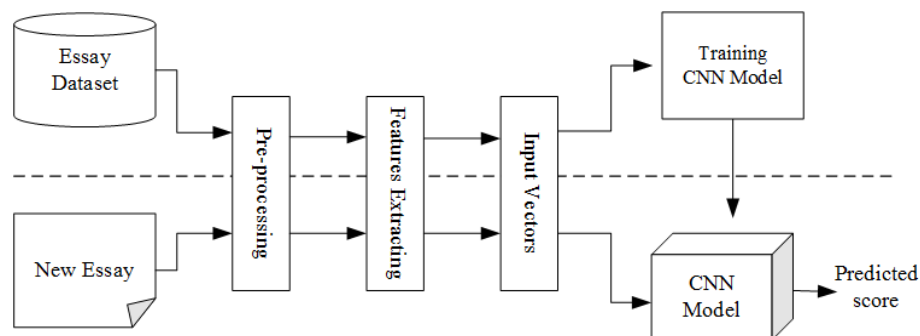 Essay
Dataset
Pre-processing
Features Extracting
Input Vectors
Training
CNN Model
New Essay
CNN
Model
Predicted
score